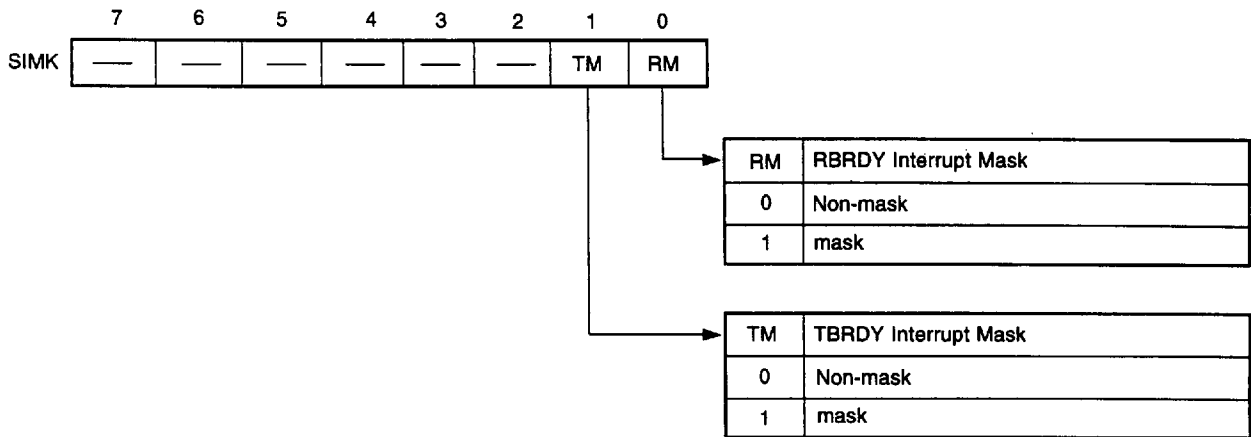 7 6 5 4 3 2 1 0
SIMK — — — — — — TM RM
RM RBRDY Interrupt Mask
0 Non-mask
1 mask
TM TBRDY Interrupt Mask
0 Non-mask
1 mask